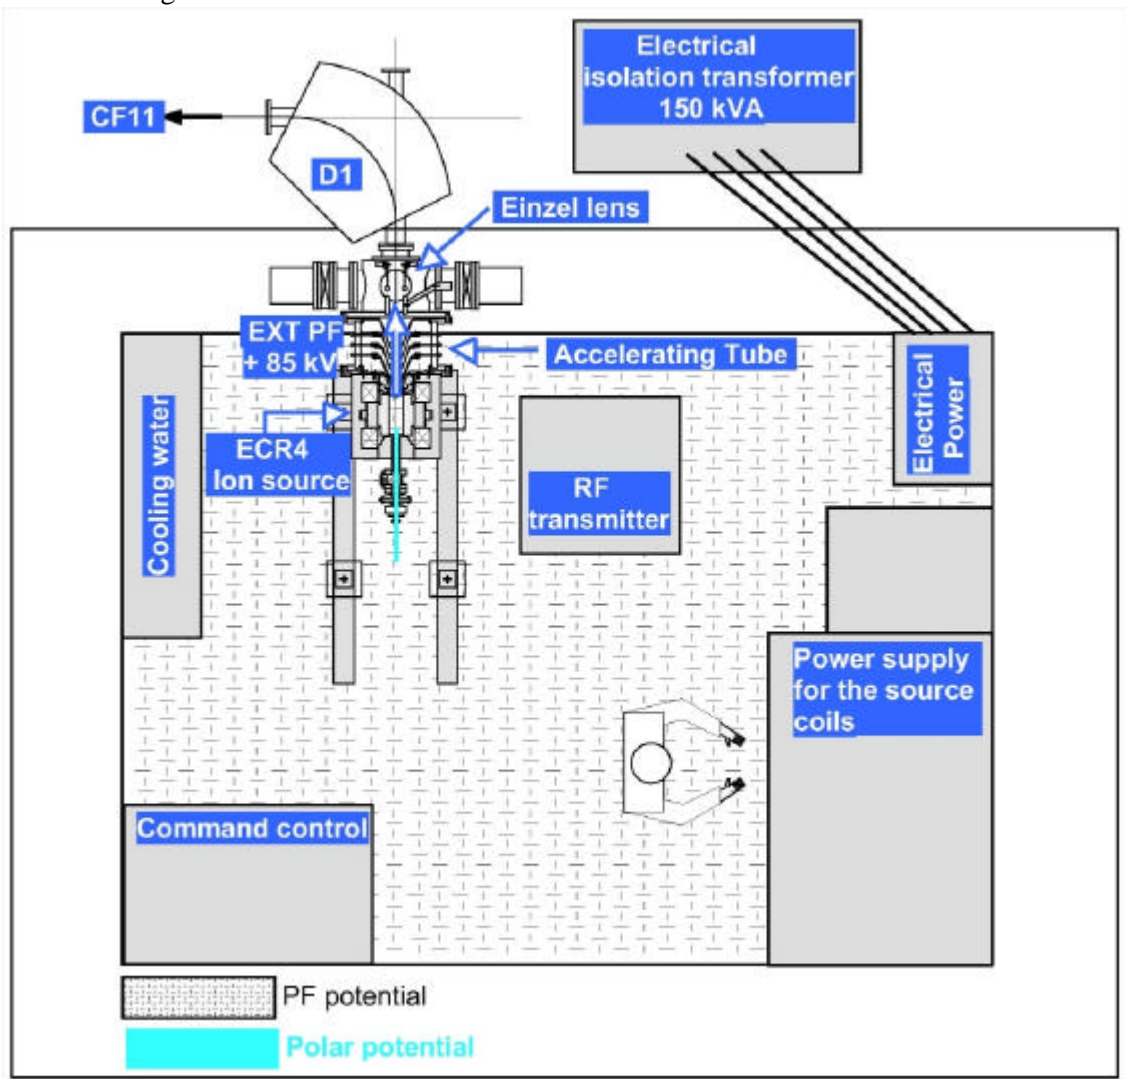 Electrical
isolation transformer
150 kVA
CF11
D1
Einzel lens
EXT PF
+ 85 kV
Accelerating Tube
Electrical
Power
Cooling water
ECR4
Ion source
RF
transmitter
Power supply
for the source
coils
Command control
PF potential
Polar potential